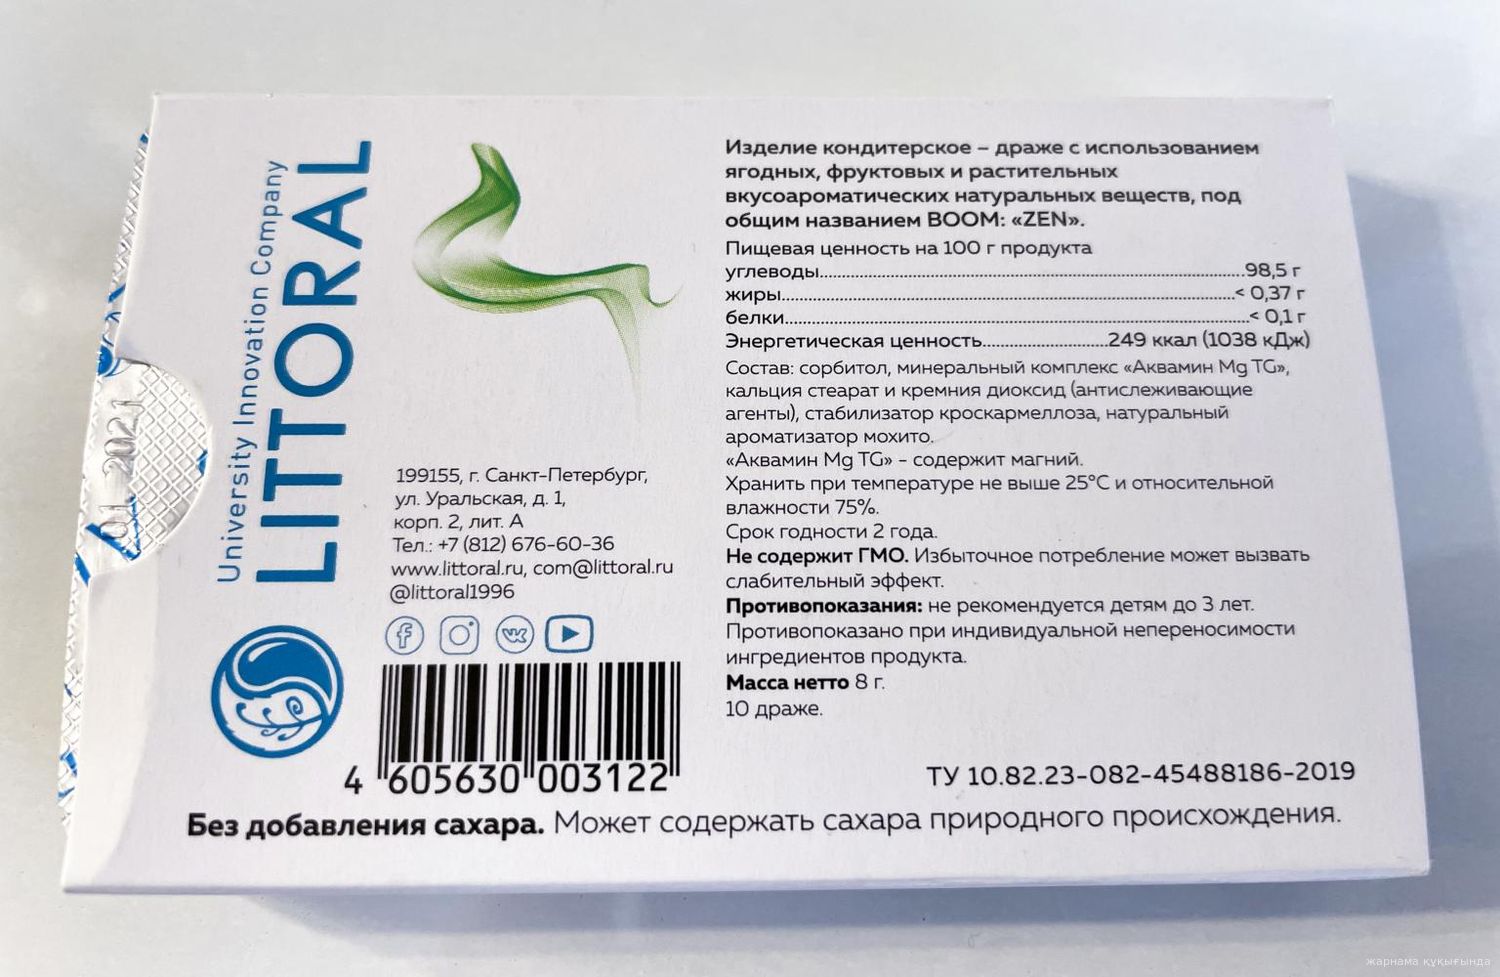 University Innovation Company
LITTORAL
01 2021
199155, г. Санкт-Петербург,
ул. Уральская, д. 1,
корп. 2, лит. А
Тел.: +7 (812) 676-60-36
www.littoral.ru, com@littoral.ru
@littoral1996
4 605630 003122
Изделие кондитерское – драже с использованием
ягодных, фруктовых и растительных
вкусоароматических натуральных веществ, под
общим названием BOOM: «ZEN».
Пищевая ценность на 100 г продукта
углеводы........................98,5 г
жиры........................< 0,37 г
белки........................< 0,1 г
Энергетическая ценность........................249 ккал (1038 кДж)
Состав: сорбитол, минеральный комплекс «Аквамин Mg TG»,
кальция стеарат и кремния диоксид (антислеживающие
агенты), стабилизатор кроскармеллоза, натуральный
ароматизатор мохито.
«Аквамин Mg TG» - содержит магний.
Хранить при температуре не выше 25°С и относительной
влажности 75%.
Срок годности 2 года.
Не содержит ГМО. Избыточное потребление может вызвать
слабительный эффект.
Противопоказания: не рекомендуется детям до 3 лет.
Противопоказано при индивидуальной непереносимости
ингредиентов продукта.
Масса нетто 8 г.
10 драже.
ТУ 10.82.23-082-45488186-2019
Без добавления сахара. Может содержать сахара природного происхождения.
жарнама құқығында